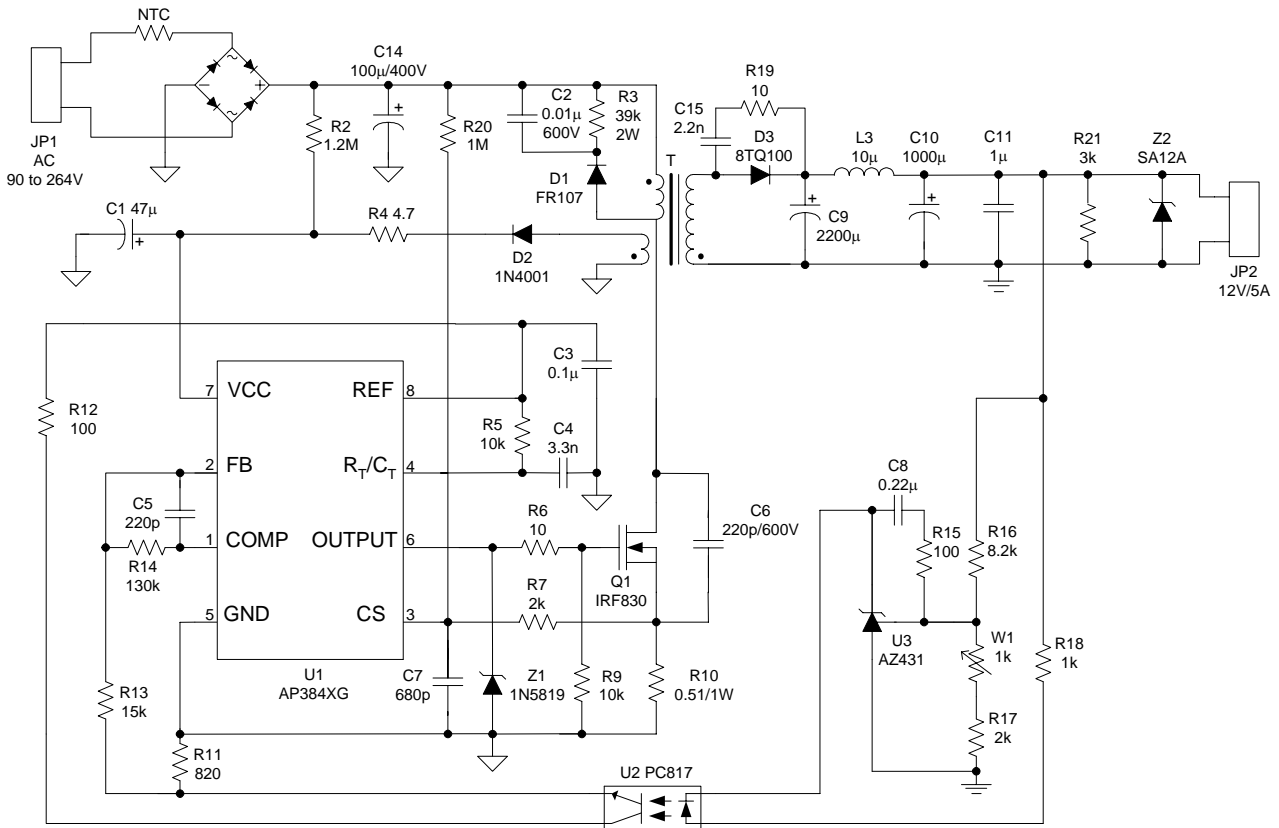 NTC
JP1
AC
90 to 264V
C14
100μ/400V
R2
1.2M
R20
1M
C2
0.01μ
600V
R3
39k
2W
D1
FR107
T
C15
2.2n
R19
10
D3
8TQ100
L3
10μ
C10
1000μ
C11
1μ
R21
3k
Z2
SA12A
C9
2200μ
JP2
12V/5A
C1 47μ
R4 4.7
D2
1N4001
R12
100
C3
0.1μ
7 VCC
REF 8
R5
10k
C4
3.3n
2 FB
RT/CT 4
C5
220p
1 COMP
OUTPUT 6
R14
130k
5 GND
CS 3
U1
AP384XG
R6
10
Q1
IRF830
C6
220p/600V
R7
2k
C7
680p
Z1
1N5819
R9
10k
R10
0.51/1W
R13
15k
R11
820
U2 PC817
C8
0.22μ
R15
100
R16
8.2k
U3
AZ431
W1
1k
R18
1k
R17
2k